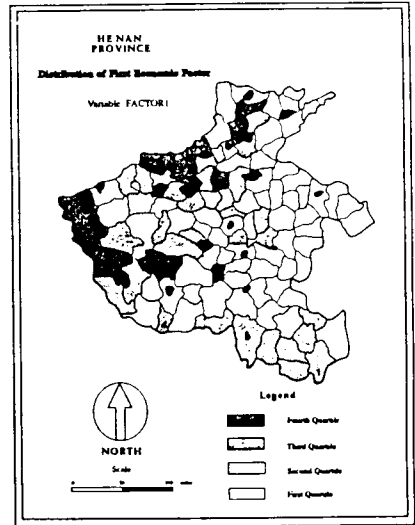 HENAN
PROVINCE
Distribution of First Economic Factor
Variable FACTOR1
Legend
Fourth Quartile
Third Quartile
Second Quartile
First Quartile
NORTH
Scale
0